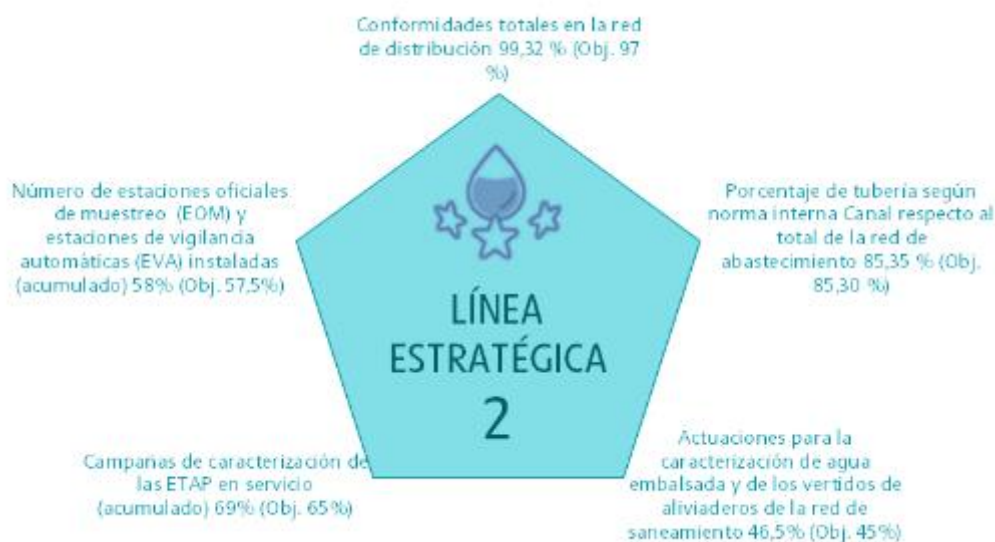 Conformidades totales en la red
de distribución 99,32 % (Obj. 97
%)
Número de estaciones oficiales
de muestreo (EOM) y
estaciones de vigilancia
automáticas (EVA) instaladas
(acumulado) 58% (Obj. 57,5%)
Porcentaje de tubería según
norma interna Canal respecto al
total de la red de
abastecimiento 85,35 % (Obj.
85,30 %)
LÍNEA
ESTRATÉGICA
2
Campañas de caracterización de
las ETAP en servicio
(acumulado) 69% (Obj. 65%)
Actuaciones para la
caracterización de agua
embalsada y de los vertidos de
aliviaderos de la red de
saneamiento 46,5% (Obj. 45%)